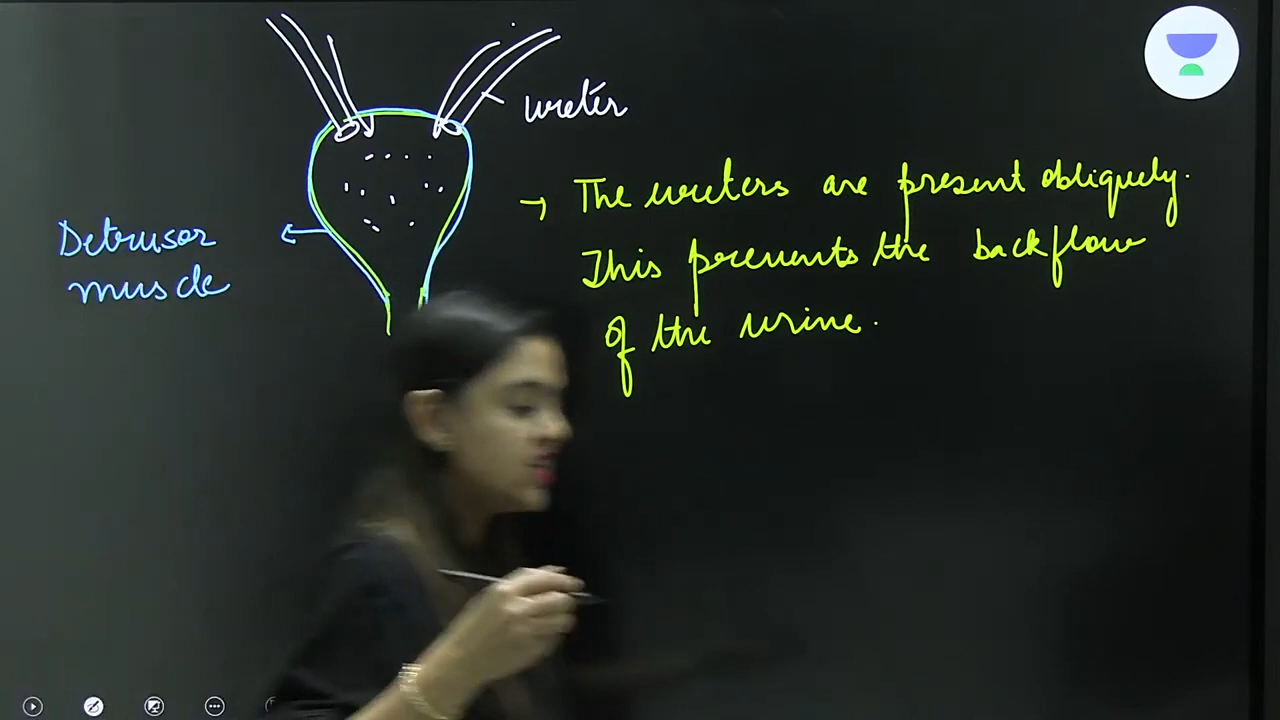 ureter
→ The ureters are present obliquely.
This prevents the backflow
of the urine.
Detrusor
muscle